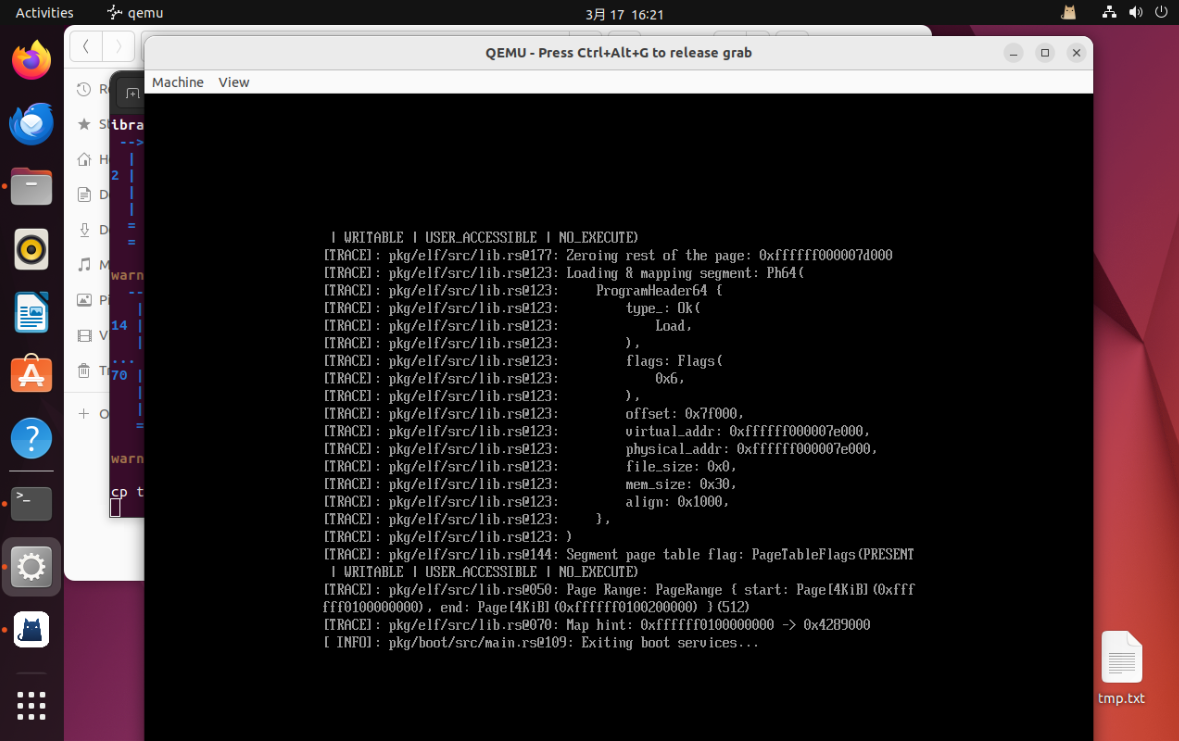 Activities
qemu
3月 17 16:21
QEMU - Press Ctrl+Alt+G to release grab
Machine View
ibra
-->
2 |
warn
14
...
70 |
warn
cp t
| WRITABLE | USER_ACCESSIBLE | NO_EXECUTE)
[TRACE]: pkg/elf/src/lib.rs@177: Zeroing rest of the page: 0xffffff000007d000
[TRACE]: pkg/elf/src/lib.rs@123: Loading & mapping segment: Ph64(
[TRACE]: pkg/elf/src/lib.rs@123:     ProgramHeader64 {
[TRACE]: pkg/elf/src/lib.rs@123:         type_: Ok(
[TRACE]: pkg/elf/src/lib.rs@123:             Load,
[TRACE]: pkg/elf/src/lib.rs@123:         ),
[TRACE]: pkg/elf/src/lib.rs@123:         flags: Flags(
[TRACE]: pkg/elf/src/lib.rs@123:             0x6,
[TRACE]: pkg/elf/src/lib.rs@123:         ),
[TRACE]: pkg/elf/src/lib.rs@123:         offset: 0x7f000,
[TRACE]: pkg/elf/src/lib.rs@123:         virtual_addr: 0xffffff000007e000,
[TRACE]: pkg/elf/src/lib.rs@123:         physical_addr: 0xffffff000007e000,
[TRACE]: pkg/elf/src/lib.rs@123:         file_size: 0x0,
[TRACE]: pkg/elf/src/lib.rs@123:         mem_size: 0x30,
[TRACE]: pkg/elf/src/lib.rs@123:         align: 0x1000,
[TRACE]: pkg/elf/src/lib.rs@123:     },
[TRACE]: pkg/elf/src/lib.rs@123: )
[TRACE]: pkg/elf/src/lib.rs@144: Segment page table flag: PageTableFlags(PRESENT
| WRITABLE | USER_ACCESSIBLE | NO_EXECUTE)
[TRACE]: pkg/elf/src/lib.rs@050: Page Range: PageRange { start: Page[4KiB](0xfff
fff0100000000), end: Page[4KiB](0xffffff0100200000) }(512)
[TRACE]: pkg/elf/src/lib.rs@070: Map hint: 0xffffff0100000000 -> 0x4289000
[ INFO]: pkg/boot/src/main.rs@109: Exiting boot services...
tmp.txt